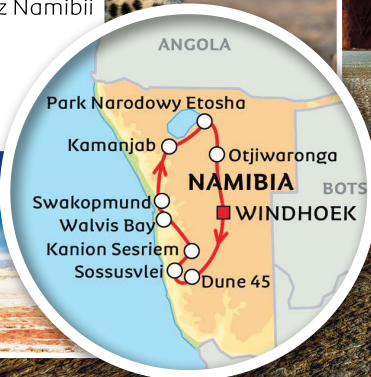 z Namibii
ANGOLA
Park Narodowy Etosha
Kamanjab
Otjiwaronga
NAMIBIA
BOTS
Swakopmund
WINDHOEK
Walvis Bay
Kanion Sesriem
Sossusvlei
Dune 45